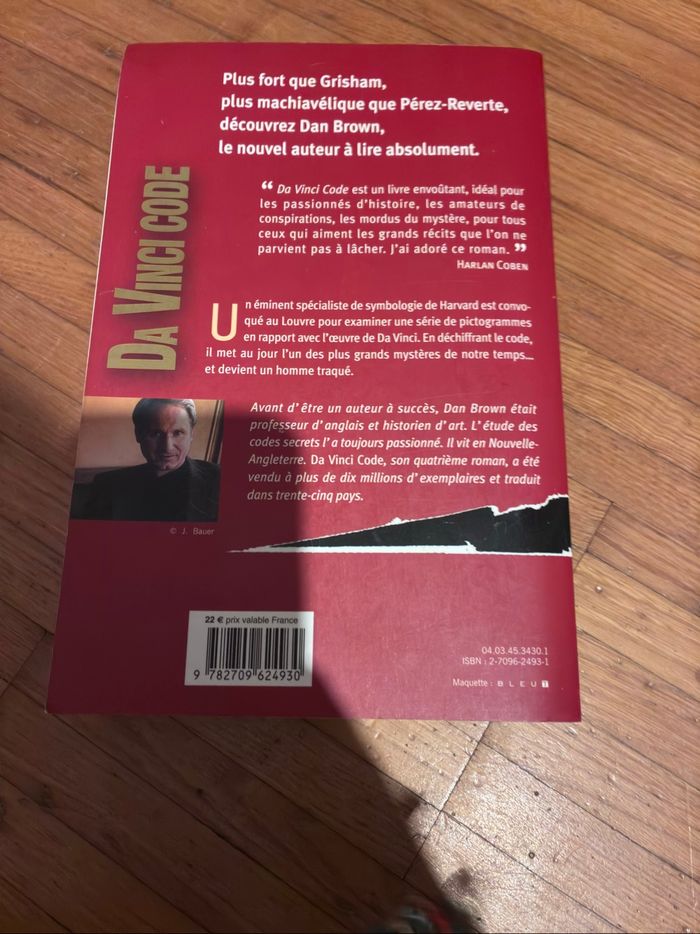 Plus fort que Grisham,
plus machiavélique que Pérez-Reverte,
découvrez Dan Brown,
le nouvel auteur à lire absolument.
DA VINCI CODE
“ Da Vinci Code est un livre envoûtant, idéal pour
les passionnés d'histoire, les amateurs de
conspirations, les mordus du mystère, pour tous
ceux qui aiment les grands récits que l'on ne
parvient pas à lâcher. J'ai adoré ce roman. ”
HARLAN COBEN
Un éminent spécialiste de symbologie de Harvard est convo-
qué au Louvre pour examiner une série de pictogrammes
en rapport avec l'œuvre de Da Vinci. En déchiffrant le code,
il met au jour l'un des plus grands mystères de notre temps...
et devient un homme traqué.
Avant d'être un auteur à succès, Dan Brown était
professeur d'anglais et historien d'art. L'étude des
codes secrets l'a toujours passionné. Il vit en Nouvelle-
Angleterre. Da Vinci Code, son quatrième roman, a été
vendu à plus de dix millions d'exemplaires et traduit
dans trente-cinq pays.
© J. Bauer
22 € prix valable France
9 782709 624930
04.03.45.3430.1
ISBN : 2-7096-2493-1
Maquette : BLEU T